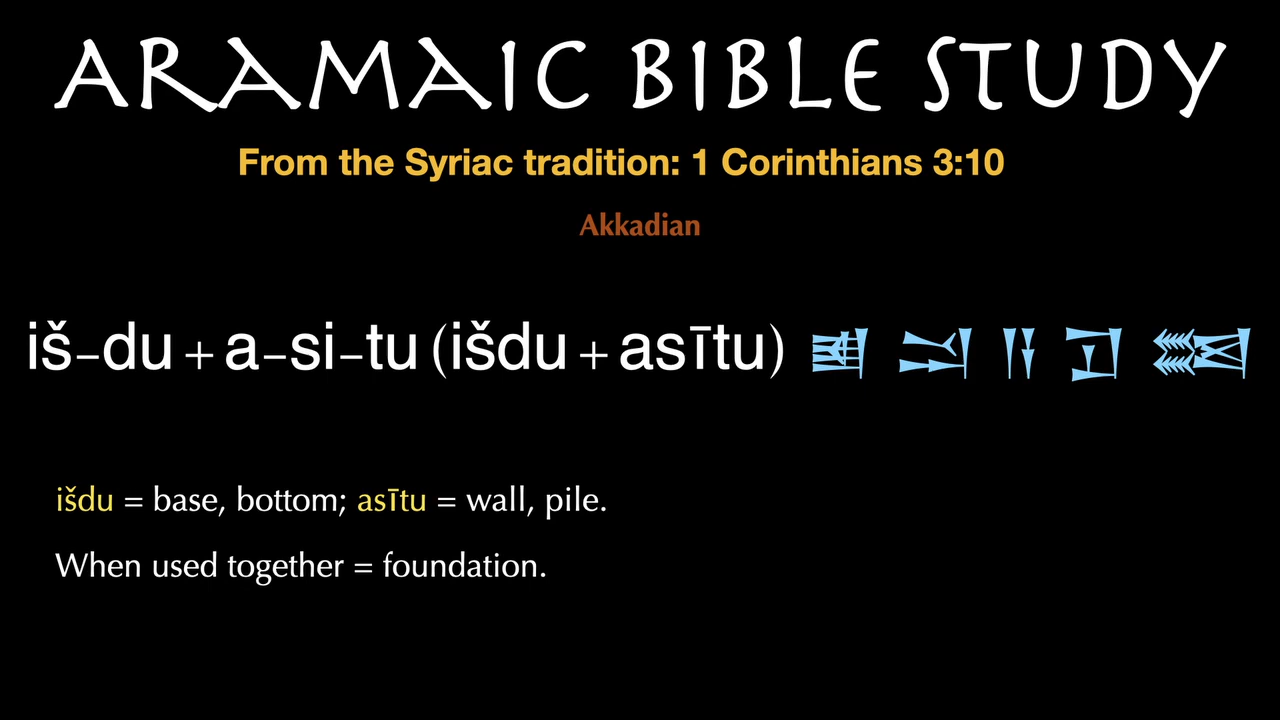 ARAMAIC BIBLE STUDY
From the Syriac tradition: 1 Corinthians 3:10
Akkadian
iš–du + a–si–tu (išdu + asītu) 𒅖 𒁺 𒀀 𒋛 𒌅
išdu = base, bottom; asītu = wall, pile.
When used together = foundation.